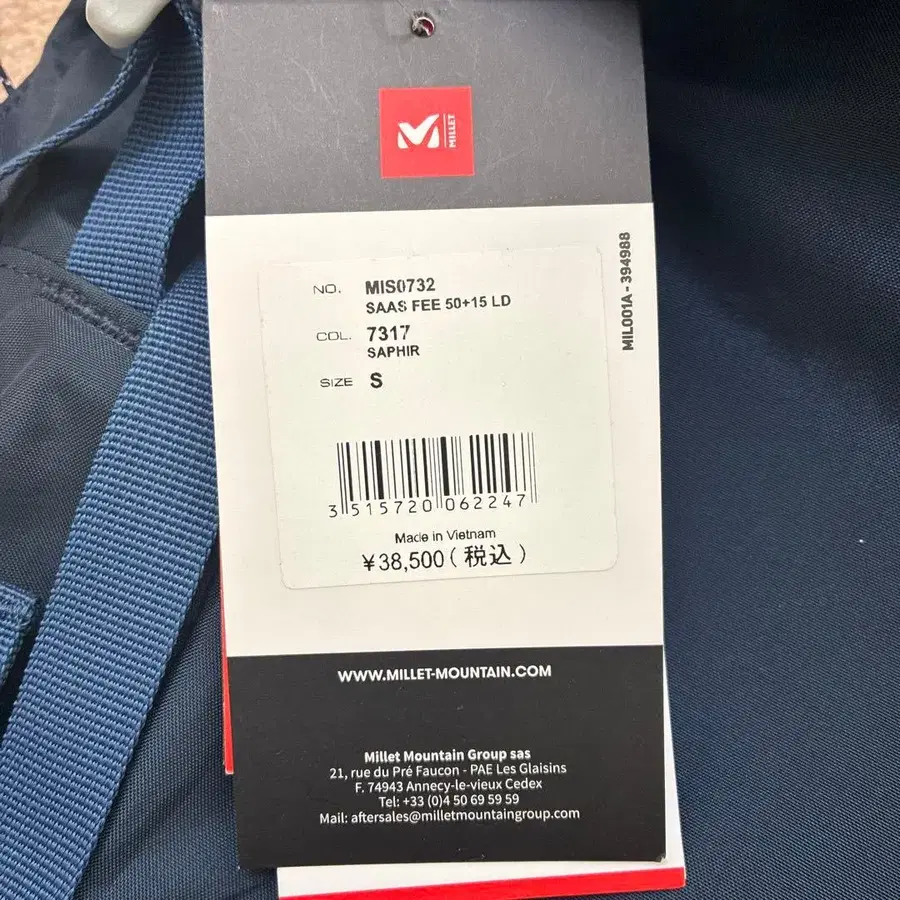 MILLET
NO. MIS0732
SAAS FEE 50+15 LD
COL. 7317
SAPHIR
SIZE S
3 515720 062247
Made in Vietnam
¥38,500(税込)
MIL001A - 394988
WWW.MILLET-MOUNTAIN.COM
Millet Mountain Group sas
21, rue du Pré Faucon - PAE Les Glaisins
F. 74943 Annecy-le-vieux Cedex
Tel: +33 (0)4 50 69 59 59
Mail: aftersales@milletmountaingroup.com